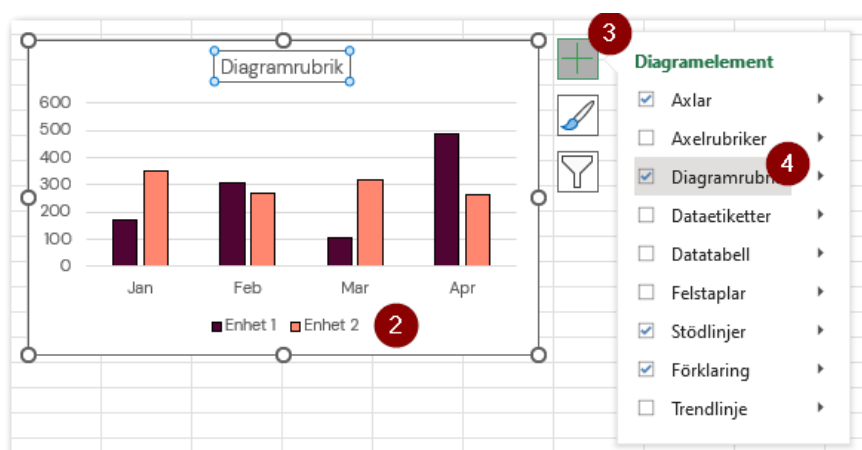 3
Diagramrubrik
Diagramelement
600
500
400
300
200
100
0
Jan Feb Mar Apr
Enhet 1 Enhet 2 2
Axlar
Axelrubriker
4
Dataetiketter
Datatabell
Felstaplar
Stödlinjer
Förklaring
Trendlinje